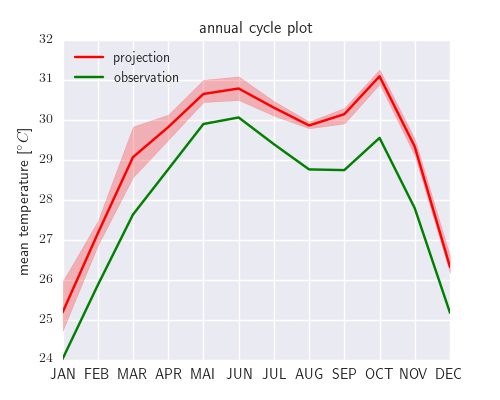 annual cycle plot
projection
observation
mean temperature [°C]
32
31
30
29
28
27
26
25
24
JAN FEB MAR APR MAI JUN JUL AUG SEP OCT NOV DEC